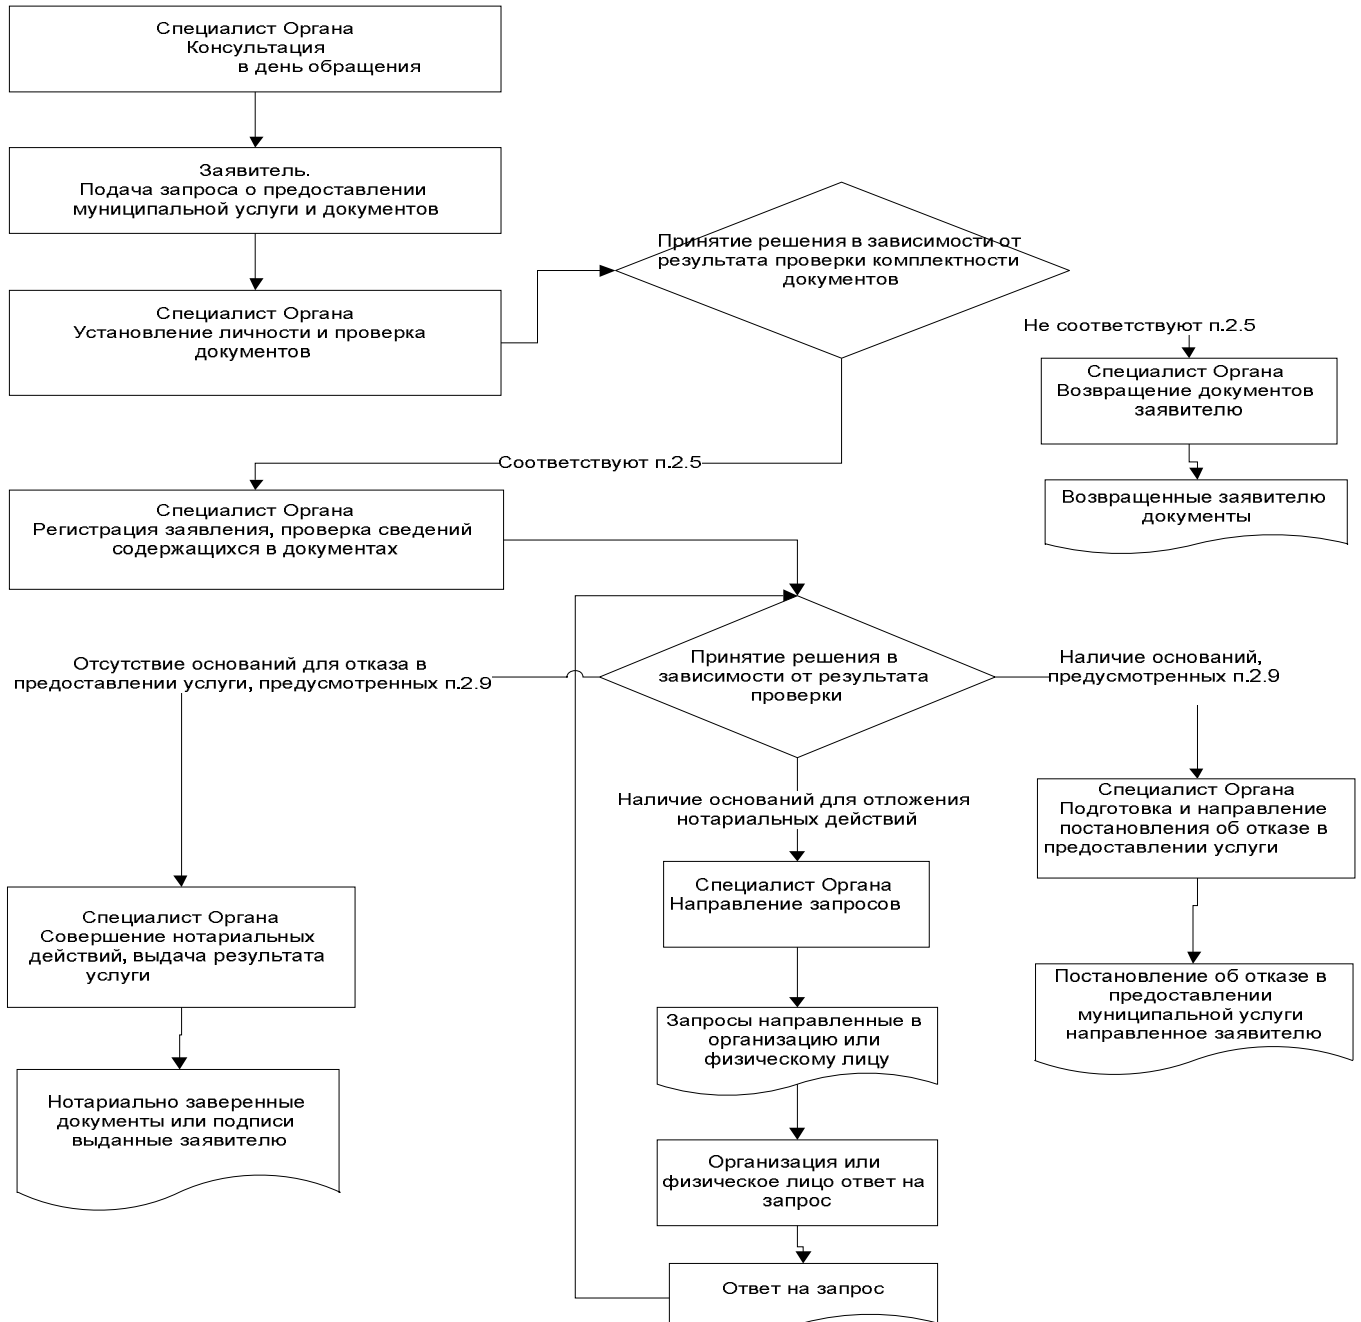 Специалист Органа
Консультация
в день обращения
Заявитель.
Подача запроса о предоставлении
муниципальной услуги и документов
Специалист Органа
Установление личности и проверка
документов
Принятие решения в зависимости от
результата проверки комплектности
документов
Не соответствуют п.2.5
Специалист Органа
Возвращение документов
заявителю
Возвращенные заявителю
документы
Соответствуют п.2.5
Специалист Органа
Регистрация заявления, проверка сведений
содержащихся в документах
Принятие решения в
зависимости от результата
проверки
Отсутствие оснований для отказа в
предоставлении услуги, предусмотренных п.2.9
Наличие оснований,
предусмотренных п.2.9
Наличие оснований для отложения
нотариальных действий
Специалист Органа
Подготовка и направление
постановления об отказе в
предоставлении услуги
Специалист Органа
Направление запросов
Специалист Органа
Совершение нотариальных
действий, выдача результата
услуги
Постановление об отказе в
предоставлении
муниципальной услуги
направленное заявителю
Запросы направленные в
организацию или
физическому лицу
Нотариально заверенные
документы или подписи
выданные заявителю
Организация или
физическое лицо ответ на
запрос
Ответ на запрос